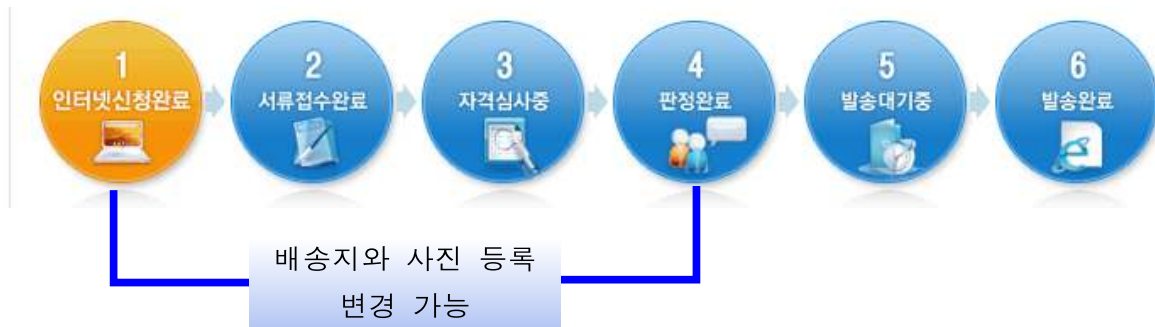 1
인터넷신청완료
2
서류접수완료
3
자격심사중
4
판정완료
5
발송대기중
6
발송완료
배송지와 사진 등록
변경 가능